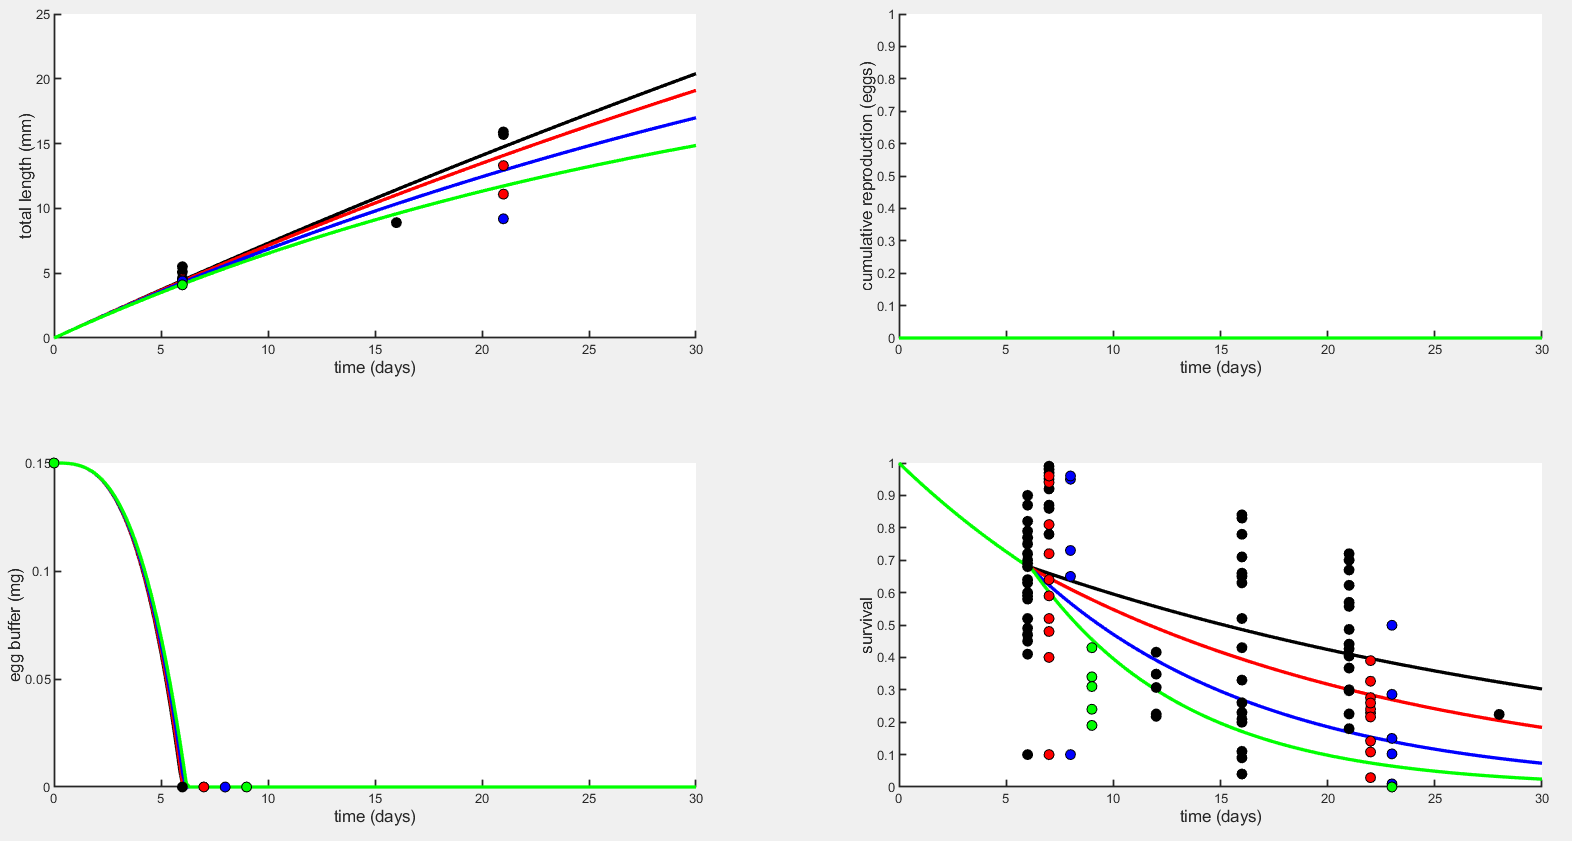 25
20
15
10
5
0
total length (mm)
0 5 10 15 20 25 30
time (days)
1
0.9
0.8
0.7
0.6
0.5
0.4
0.3
0.2
0.1
0
cumulative reproduction (eggs)
0 5 10 15 20 25 30
time (days)
0.15
0.1
0.05
0
egg buffer (mg)
0 5 10 15 20 25 30
time (days)
1
0.9
0.8
0.7
0.6
0.5
0.4
0.3
0.2
0.1
0
survival
0 5 10 15 20 25 30
time (days)